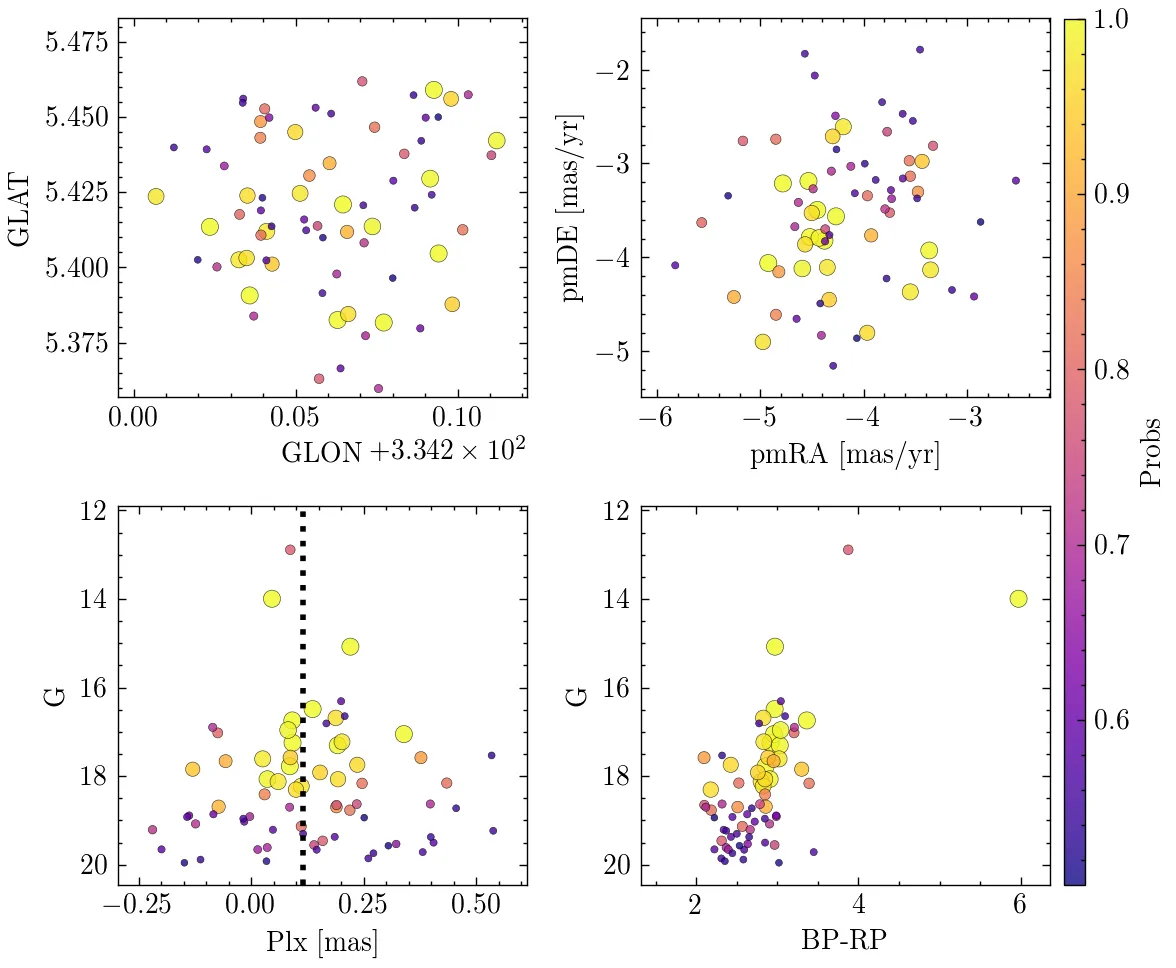 5.475
5.450
5.425
5.400
5.375
GLAT
0.00 0.05 0.10
GLON +3.342 × 10²
−2
−3
−4
−5
pmDE [mas/yr]
−6 −5 −4 −3
pmRA [mas/yr]
12
14
16
18
20
G
−0.25 0.00 0.25 0.50
Plx [mas]
12
14
16
18
20
G
2 4 6
BP-RP
1.0
0.9
0.8
0.7
0.6
Probs